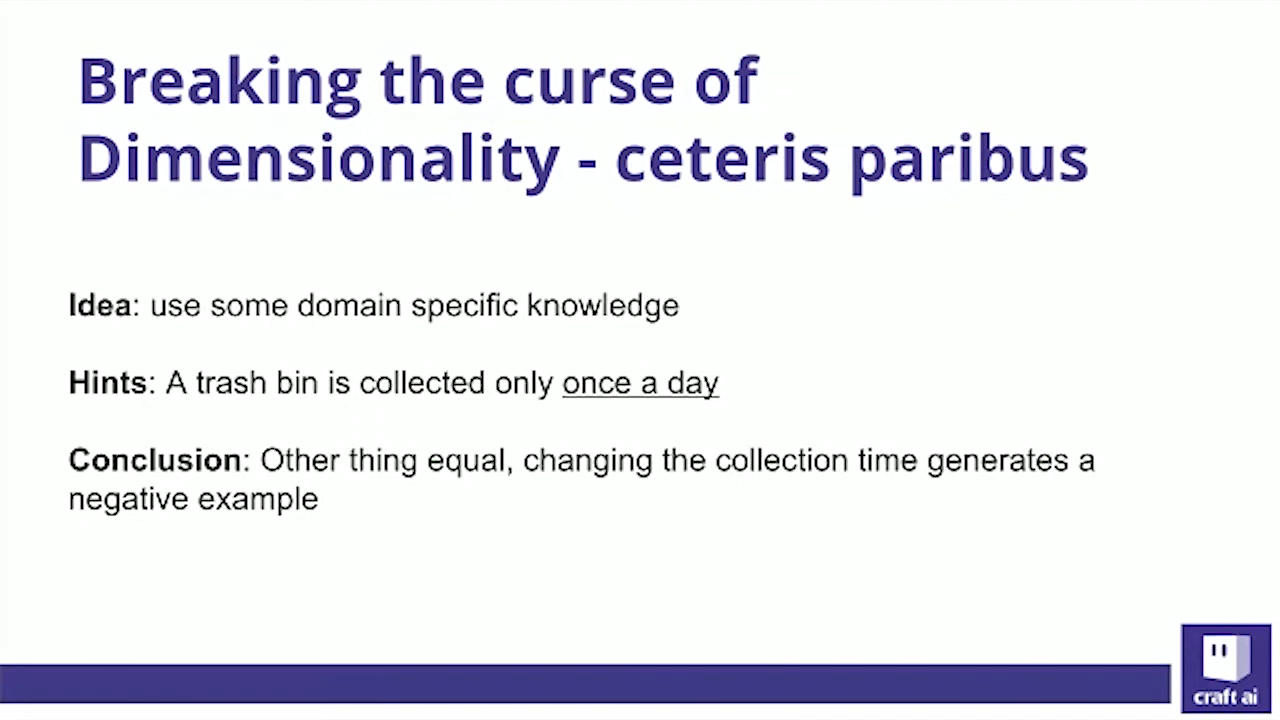 Breaking the curse of
Dimensionality - ceteris paribus
Idea: use some domain specific knowledge
Hints: A trash bin is collected only once a day
Conclusion: Other thing equal, changing the collection time generates a
negative example
craft ai